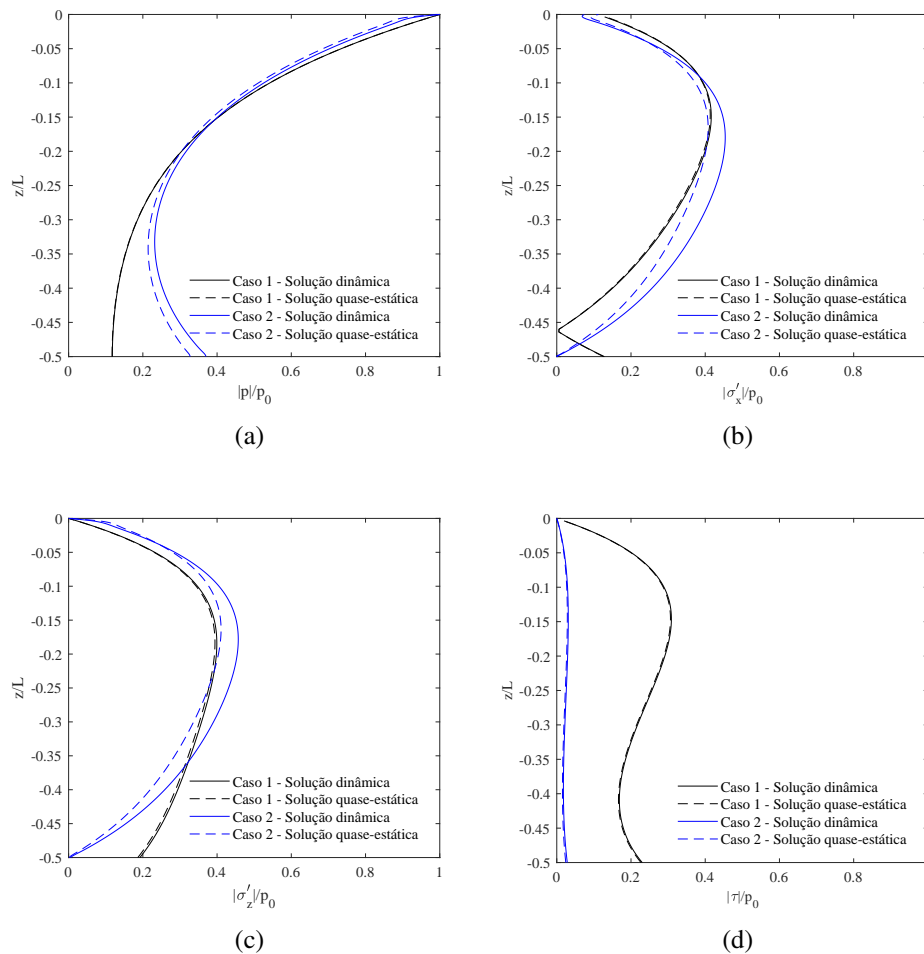 0
-0.05
-0.1
-0.15
-0.2
-0.25
-0.3
-0.35
-0.4
-0.45
-0.5
z/L
Caso 1 - Solução dinâmica
Caso 1 - Solução quase-estática
Caso 2 - Solução dinâmica
Caso 2 - Solução quase-estática
0 0.2 0.4 0.6 0.8 1
|p|/p₀
(a)
0
-0.05
-0.1
-0.15
-0.2
-0.25
-0.3
-0.35
-0.4
-0.45
-0.5
z/L
Caso 1 - Solução dinâmica
Caso 1 - Solução quase-estática
Caso 2 - Solução dinâmica
Caso 2 - Solução quase-estática
0 0.2 0.4 0.6 0.8
|σ′ₓ|/p₀
(b)
0
-0.05
-0.1
-0.15
-0.2
-0.25
-0.3
-0.35
-0.4
-0.45
-0.5
z/L
Caso 1 - Solução dinâmica
Caso 1 - Solução quase-estática
Caso 2 - Solução dinâmica
Caso 2 - Solução quase-estática
0 0.2 0.4 0.6 0.8 1
|σ′z|/p₀
(c)
0
-0.05
-0.1
-0.15
-0.2
-0.25
-0.3
-0.35
-0.4
-0.45
-0.5
z/L
Caso 1 - Solução dinâmica
Caso 1 - Solução quase-estática
Caso 2 - Solução dinâmica
Caso 2 - Solução quase-estática
0 0.2 0.4 0.6 0.8
|τ|/p₀
(d)